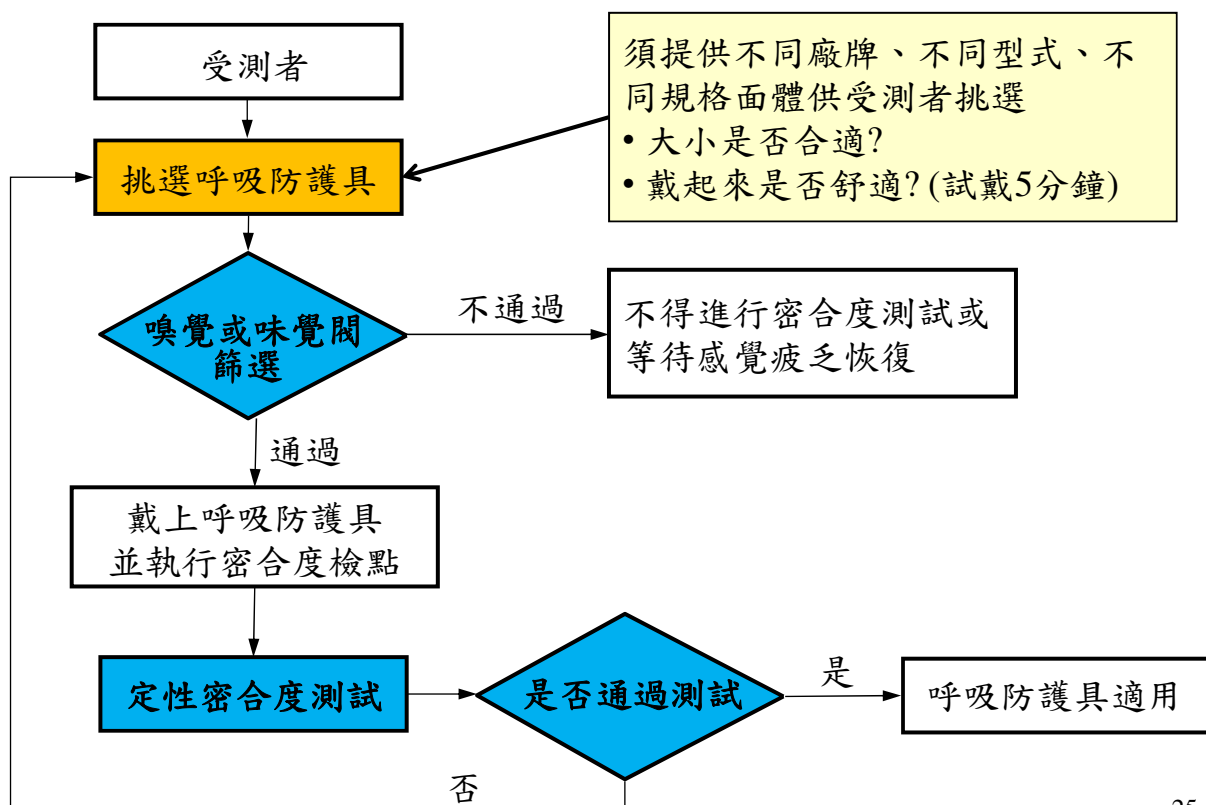 受測者
須提供不同廠牌、不同型式、不
同規格面體供受測者挑選
• 大小是否合適?
• 戴起來是否舒適? (試戴5分鐘)
挑選呼吸防護具
嗅覺或味覺閥
篩選
不通過
不得進行密合度測試或
等待感覺疲乏恢復
通過
戴上呼吸防護具
並執行密合度檢點
定性密合度測試
是否通過測試
是
呼吸防護具適用
否
25